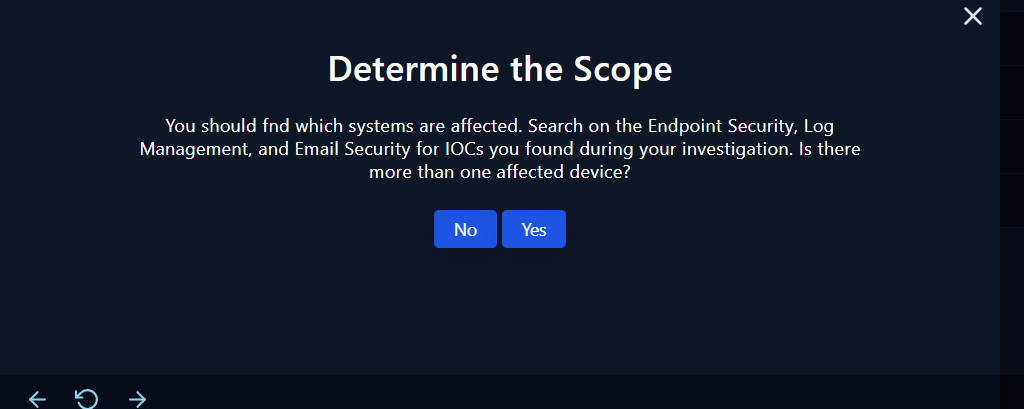 Determine the Scope
You should fnd which systems are affected. Search on the Endpoint Security, Log
Management, and Email Security for IOCs you found during your investigation. Is there
more than one affected device?
No Yes